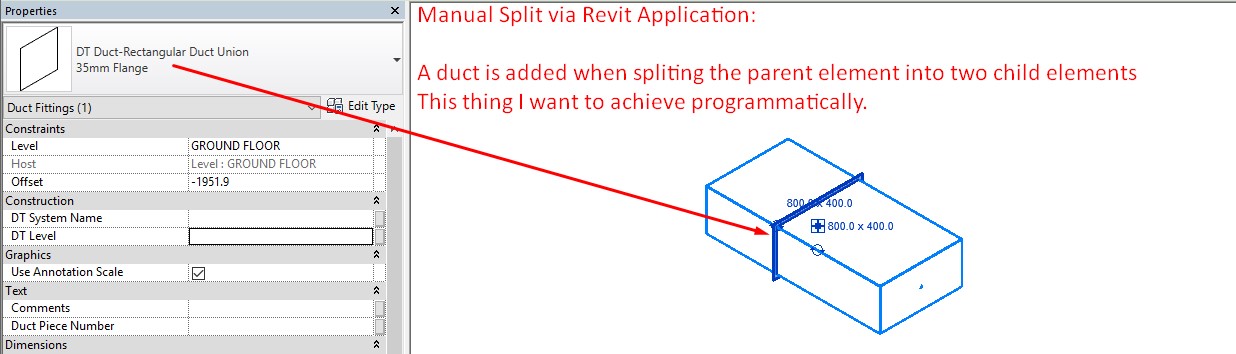 Properties
DT Duct-Rectangular Duct Union
35mm Flange
Duct Fittings (1)
Edit Type
Constraints
Level GROUND FLOOR
Host Level : GROUND FLOOR
Offset -1951.9
Construction
DT System Name
DT Level
Graphics
Use Annotation Scale
Text
Comments
Duct Piece Number
Dimensions
Manual Split via Revit Application:
A duct is added when spliting the parent element into two child elements
This thing I want to achieve programmatically.
800.0 x 400.0
800.0 x 400.0